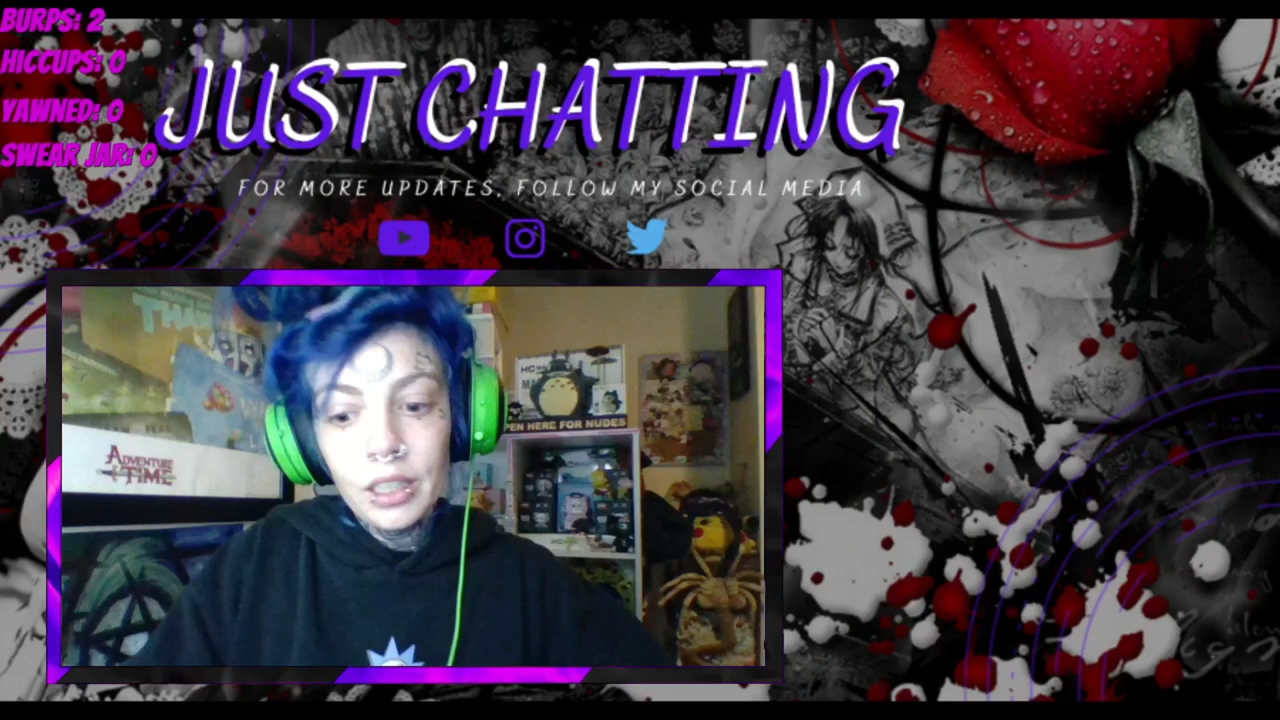 BURPS: 2
HICCUPS: 0
YAWNED: 0
SWEAR JAR: 0
JUST CHATTING
FOR MORE UPDATES, FOLLOW MY SOCIAL MEDIA
ADVENTURE
TIME
PEN HERE FOR NUDES